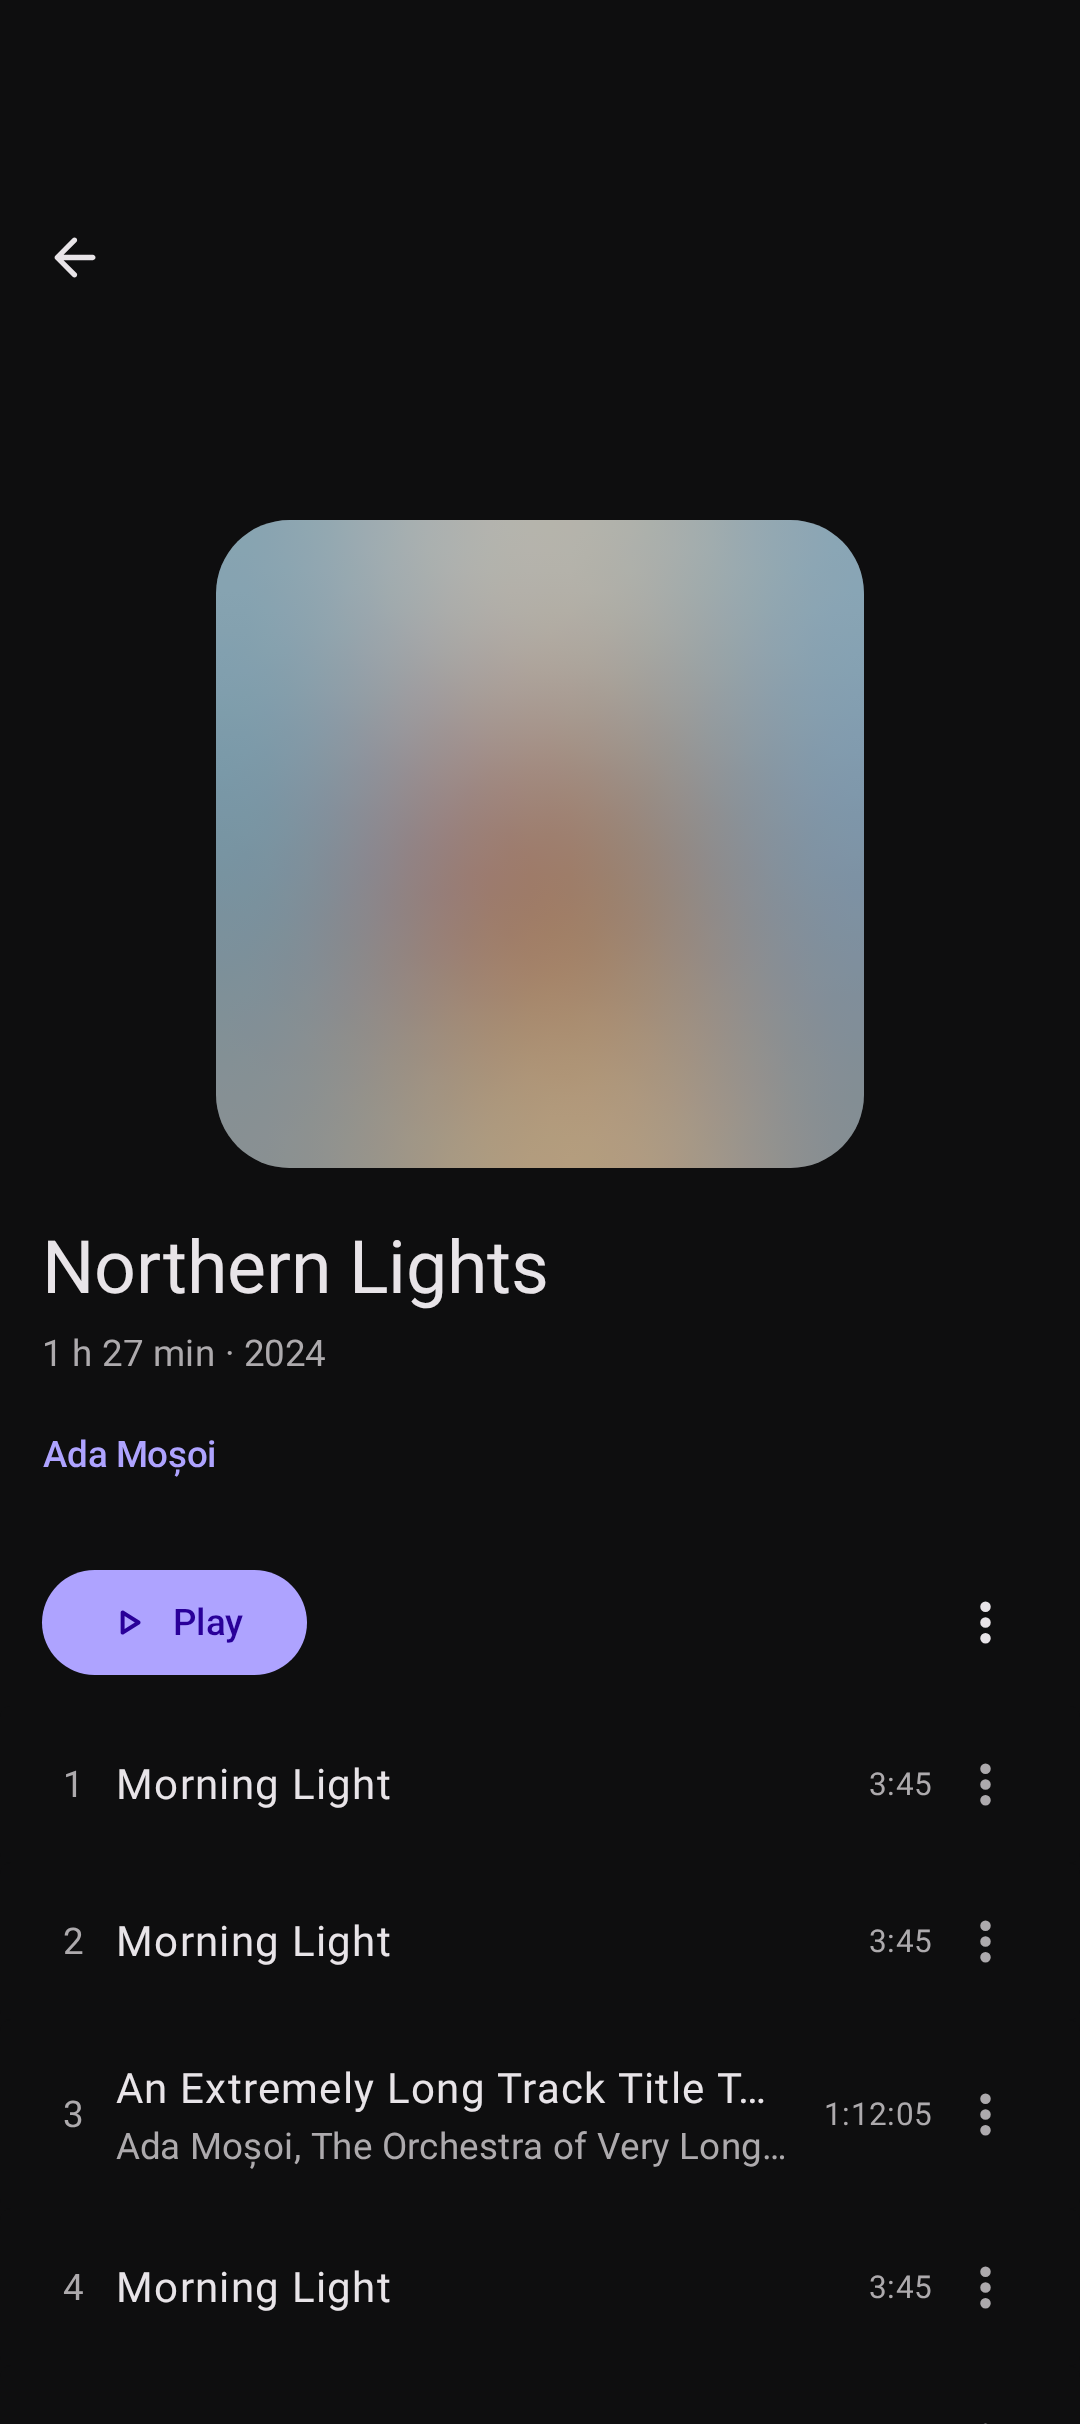 Northern Lights
1 h 27 min · 2024
Ada Moșoi
Play
1 Morning Light 3:45
2 Morning Light 3:45
3 An Extremely Long Track Title T… 1:12:05
Ada Moșoi, The Orchestra of Very Long…
4 Morning Light 3:45